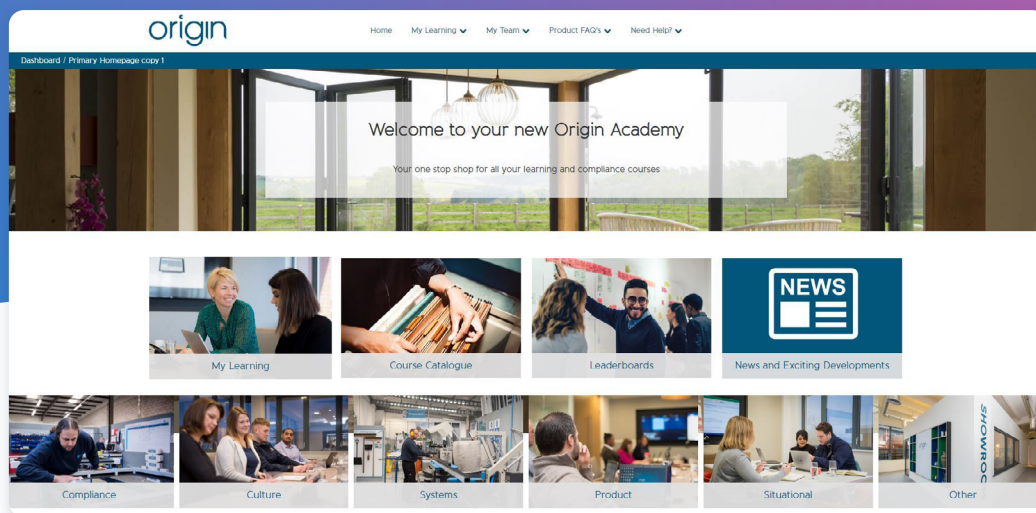 origin
Home My Learning My Team Product FAQ's Need Help?
Dashboard / Primary Homepage copy 1
Welcome to your new Origin Academy
Your one stop shop for all your learning and compliance courses
NEWS
My Learning Course Catalogue Leaderboards News and Exciting Developments
SHOWROO
Compliance Culture Systems Product Situational Other